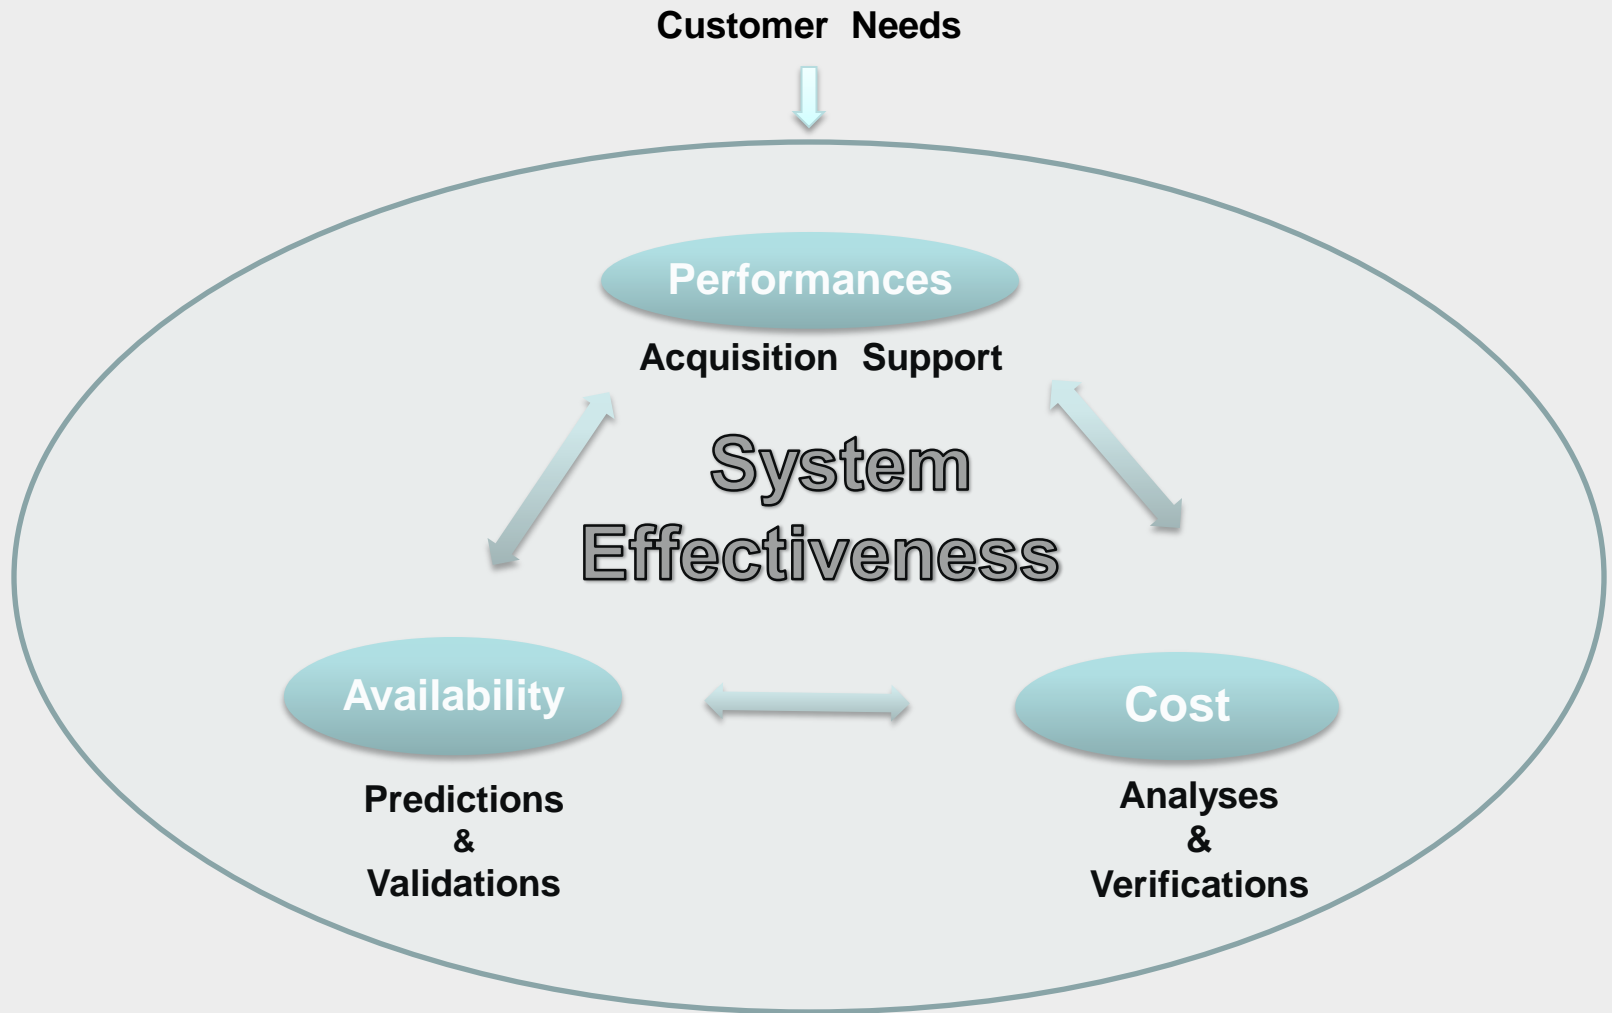 Customer Needs
Performances
Acquisition Support
System
Effectiveness
Availability
Cost
Predictions
&
Validations
Analyses
&
Verifications